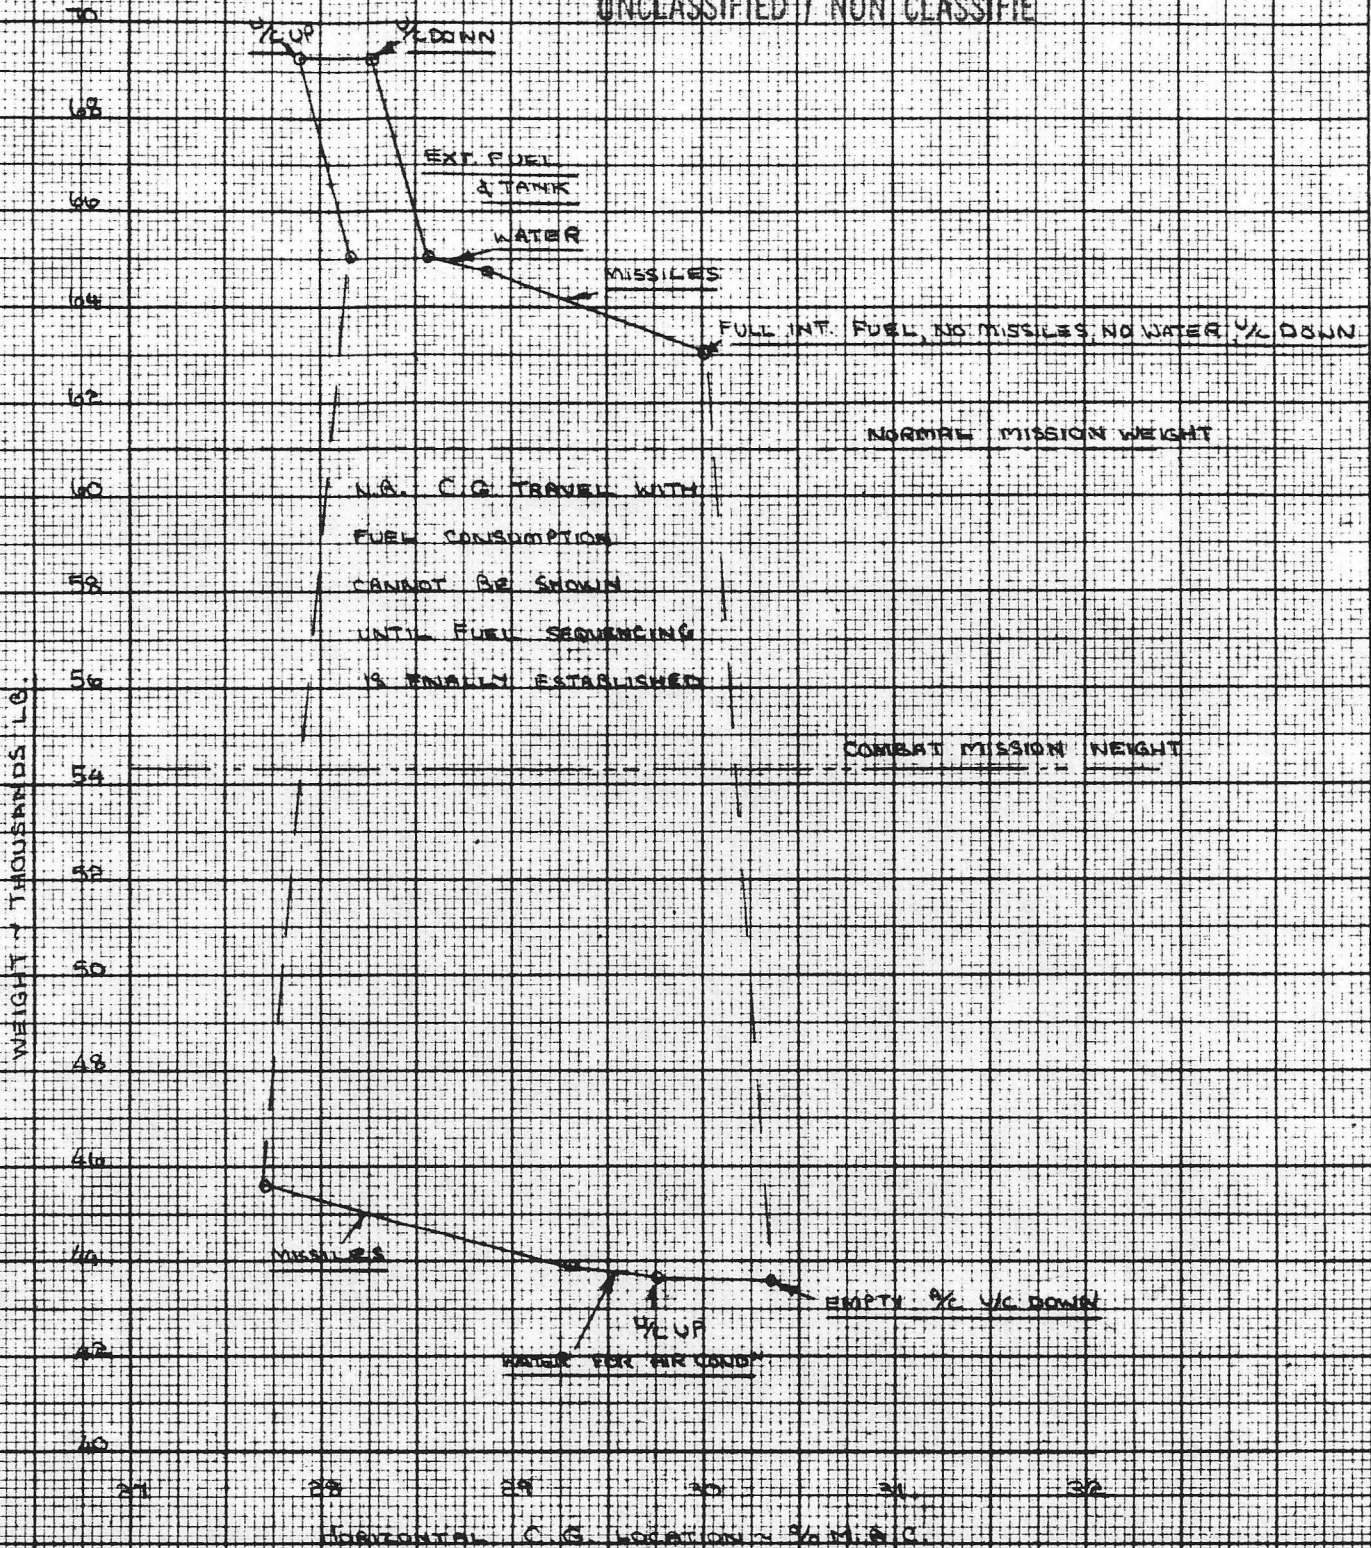 UNCLASSIFIED / NON CLASSIFIE
70
U/C UP
U/C DOWN
68
EXT. FUEL
& TANK
66
WATER
MISSILES
64
FULL INT. FUEL, NO MISSILES, NO WATER, U/C DOWN
62
NORMAL MISSION WEIGHT
60
N.B. C.G. TRAVEL WITH
FUEL CONSUMPTION
58
CANNOT BE SHOWN
UNTIL FUEL SEQUENCING
56
IS FINALLY ESTABLISHED
COMBAT MISSION WEIGHT
54
52
50
48
46
44
MISSILES
EMPTY A/C U/C DOWN
U/C UP
42
WATER FOR AIR COND^N.
40
27 28 29 30 31 32
HORIZONTAL C.G. LOCATION ~ % M.A.C.
WEIGHT ~ THOUSANDS LB.